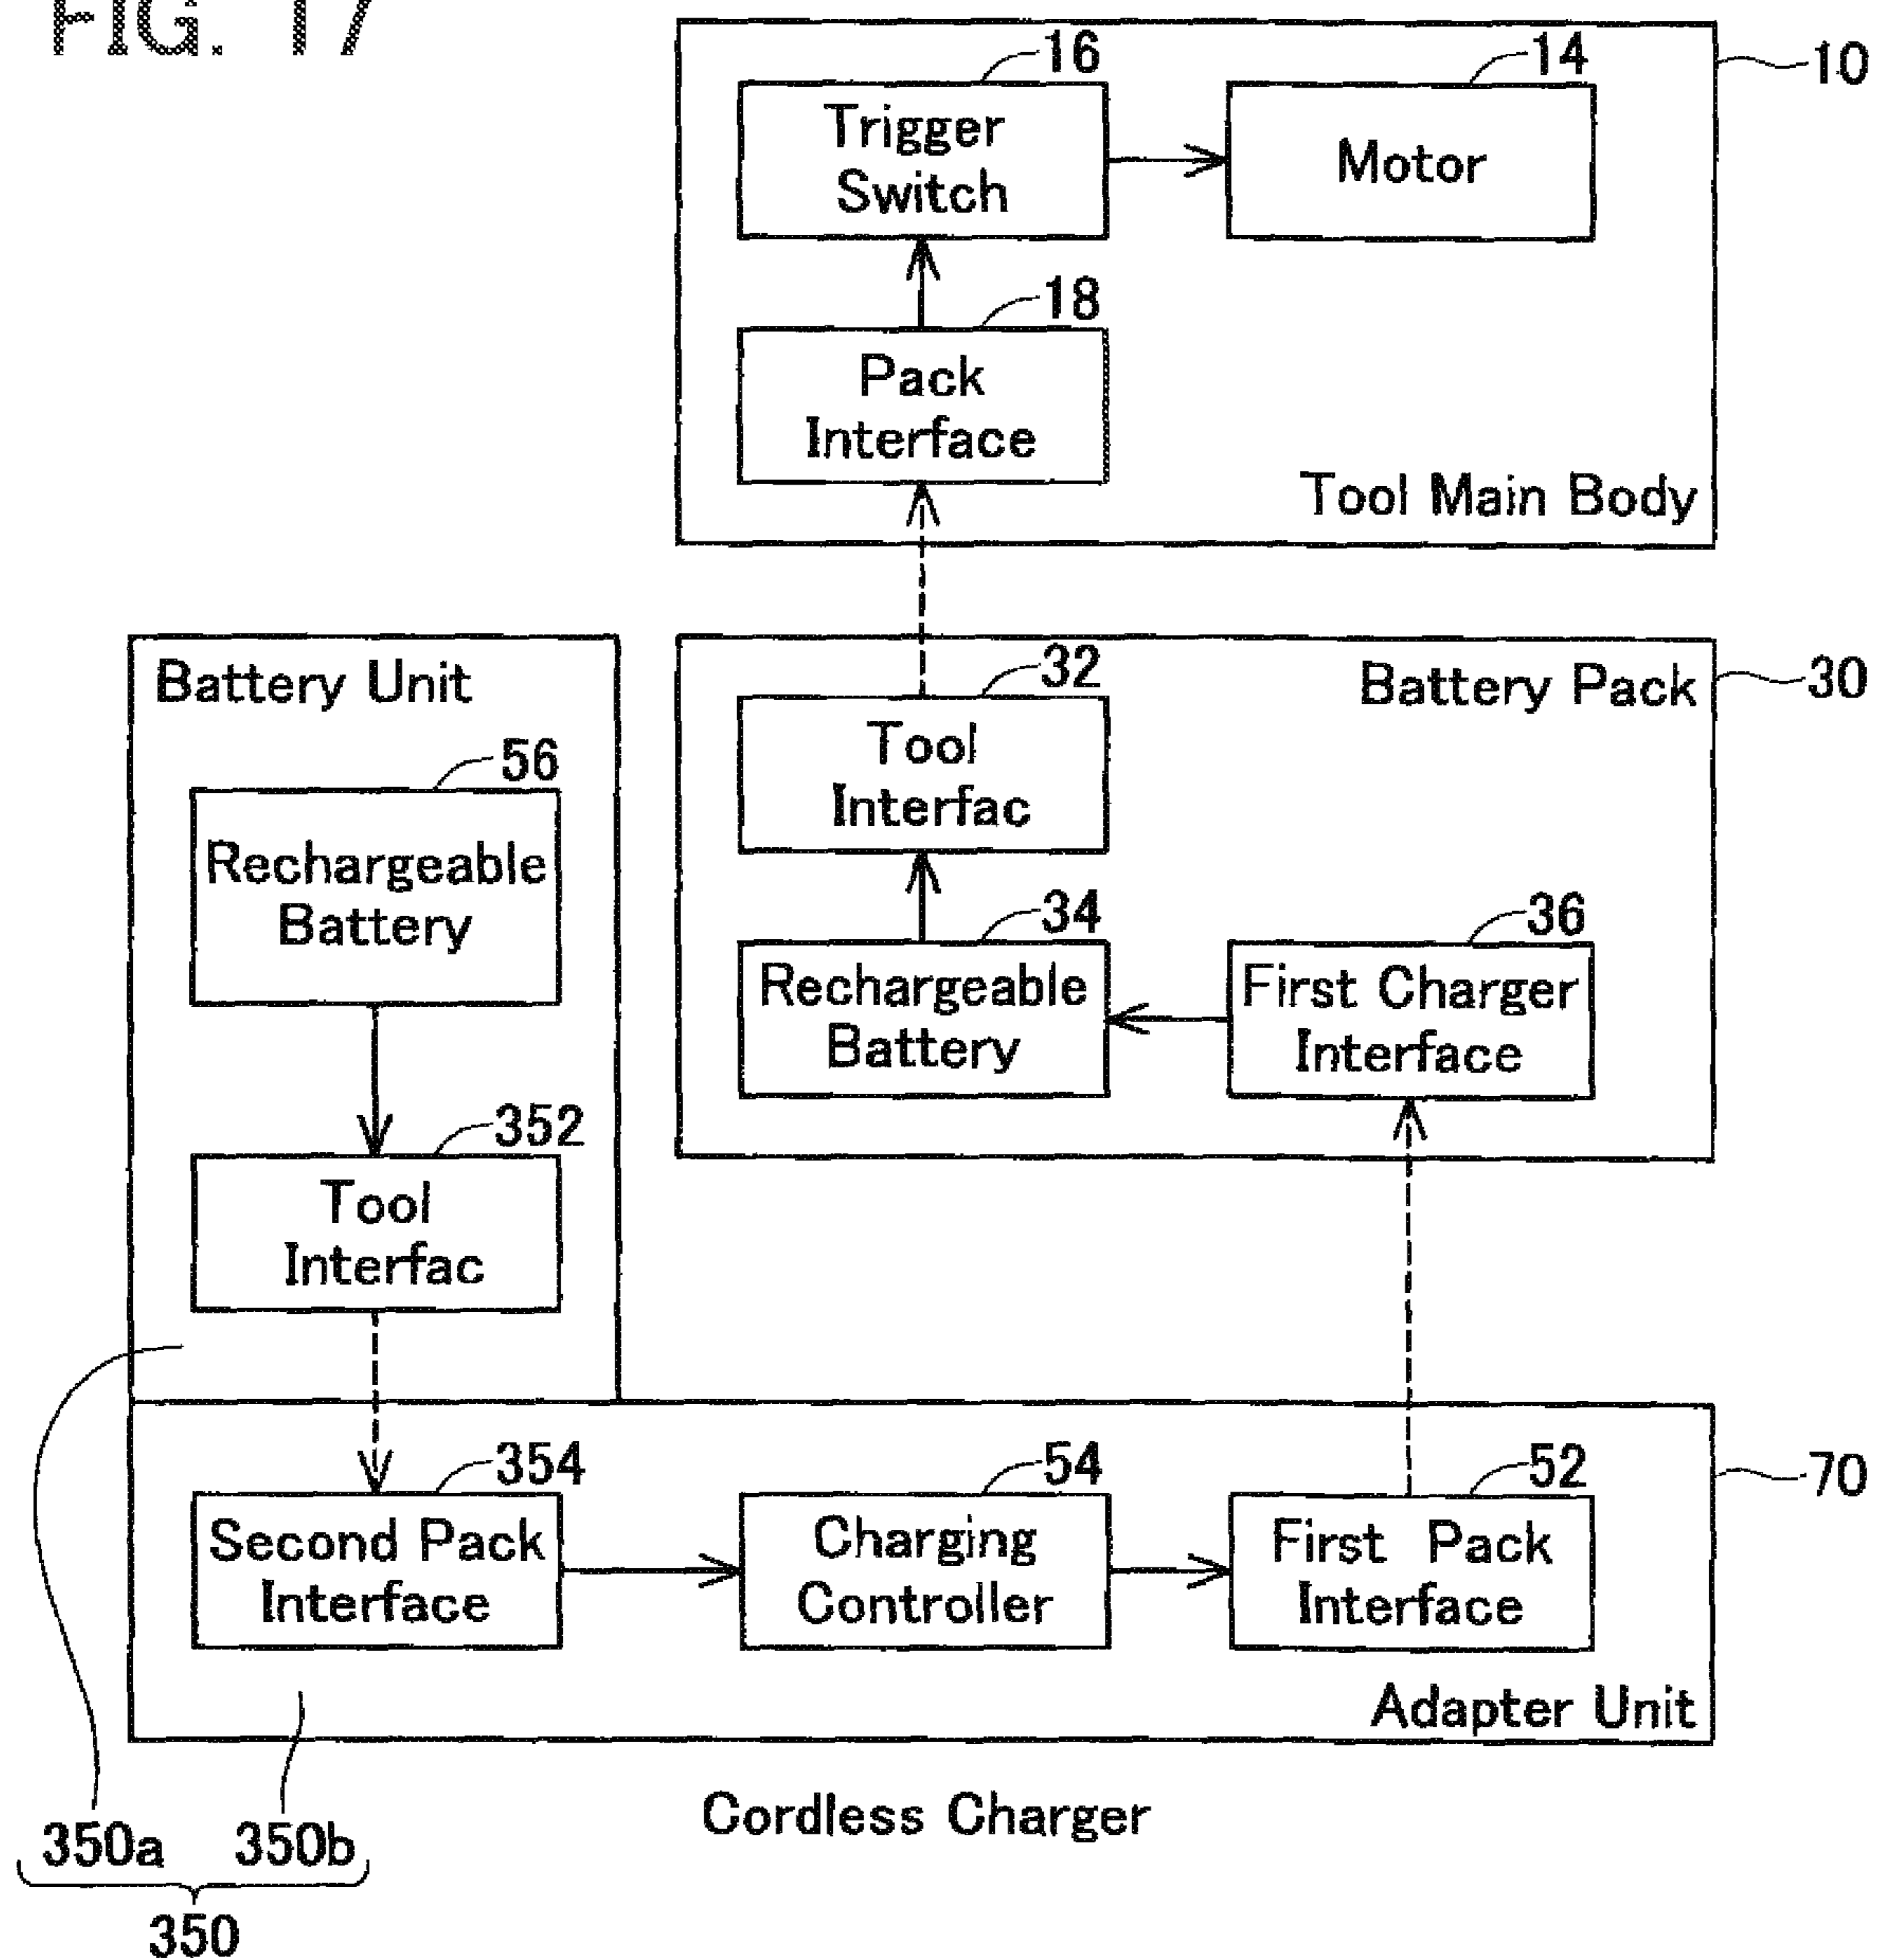 FIG. 17
16
14
10
Trigger
Switch
Motor
18
Pack
Interface
Tool Main Body
Battery Unit
32
Battery Pack
30
56
Tool
Interfac
Rechargeable
Battery
34
36
Rechargeable
Battery
First Charger
Interface
352
Tool
Interfac
354
54
52
70
Second Pack
Interface
Charging
Controller
First Pack
Interface
Adapter Unit
Cordless Charger
350a 350b
350